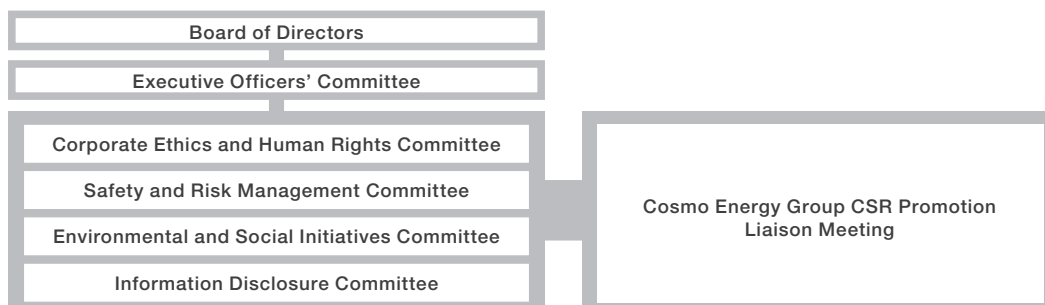 Board of Directors
Executive Officers’ Committee
Corporate Ethics and Human Rights Committee
Safety and Risk Management Committee
Environmental and Social Initiatives Committee
Information Disclosure Committee
Cosmo Energy Group CSR Promotion
Liaison Meeting